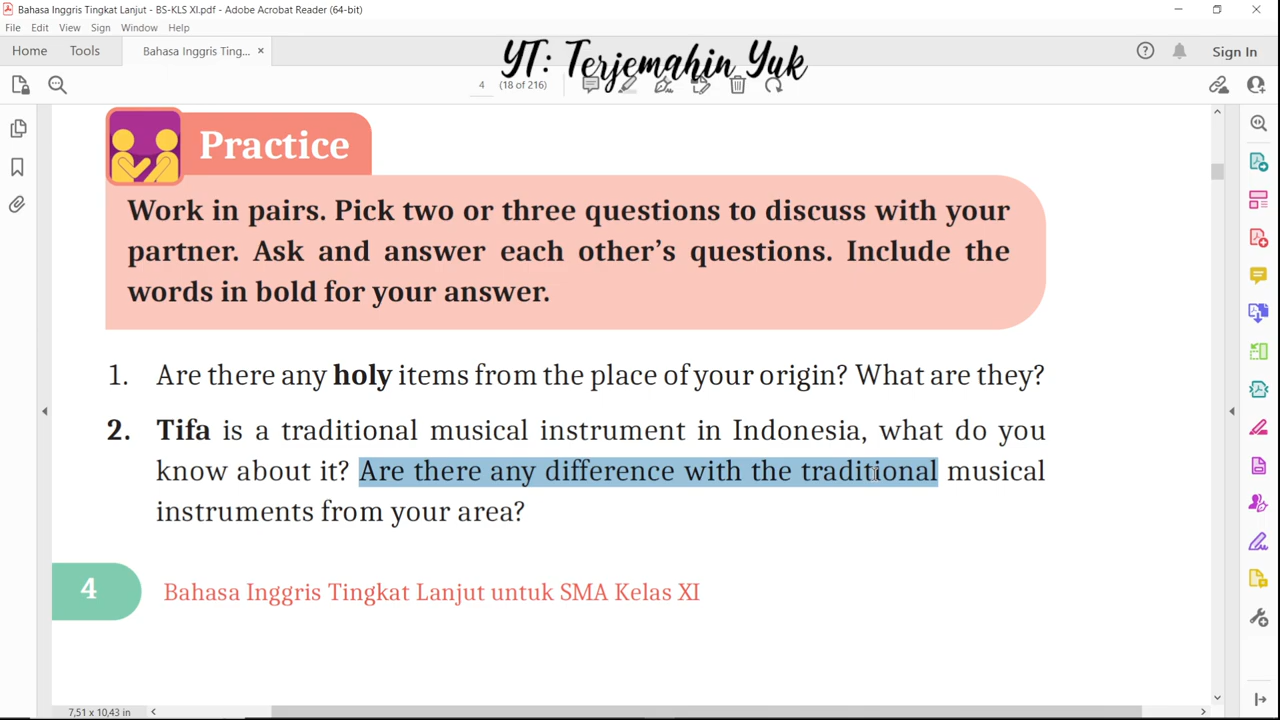 Bahasa Inggris Tingkat Lanjut - BS-KLS XI.pdf - Adobe Acrobat Reader (64-bit)
File Edit View Sign Window Help
Home Tools Bahasa Inggris Ting... × Sign In
YT: Terjemahin Yuk
4 (18 of 216)
Practice
Work in pairs. Pick two or three questions to discuss with your
partner. Ask and answer each other’s questions. Include the
words in bold for your answer.
1. Are there any holy items from the place of your origin? What are they?
2. Tifa is a traditional musical instrument in Indonesia, what do you
know about it? Are there any difference with the traditional musical
instruments from your area?
4 Bahasa Inggris Tingkat Lanjut untuk SMA Kelas XI
7,51 x 10,43 in